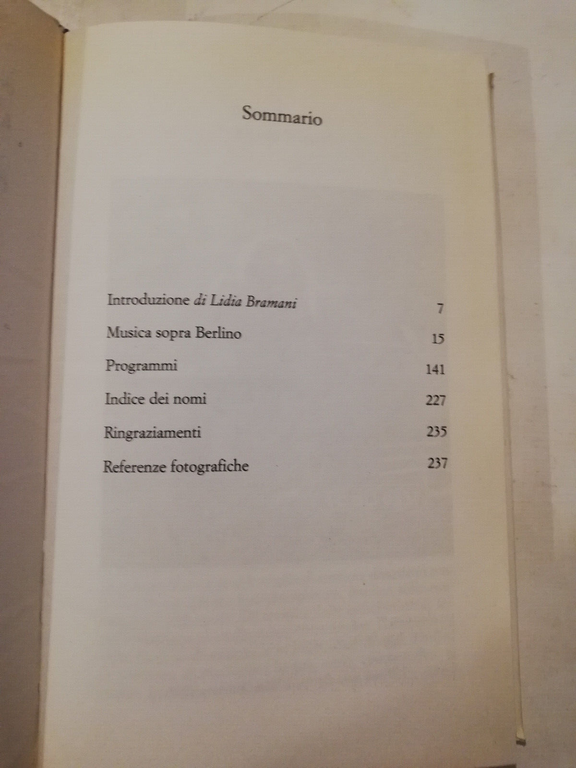 Sommario
Introduzione di Lidia Bramani 7
Musica sopra Berlino 15
Programmi 141
Indice dei nomi 227
Ringraziamenti 235
Referenze fotografiche 237